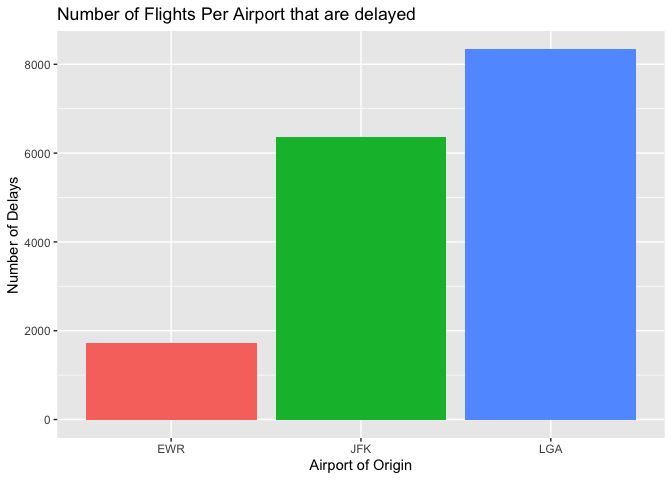 Number of Flights Per Airport that are delayed
Number of Delays
8000
6000
4000
2000
0
EWR
JFK
LGA
Airport of Origin